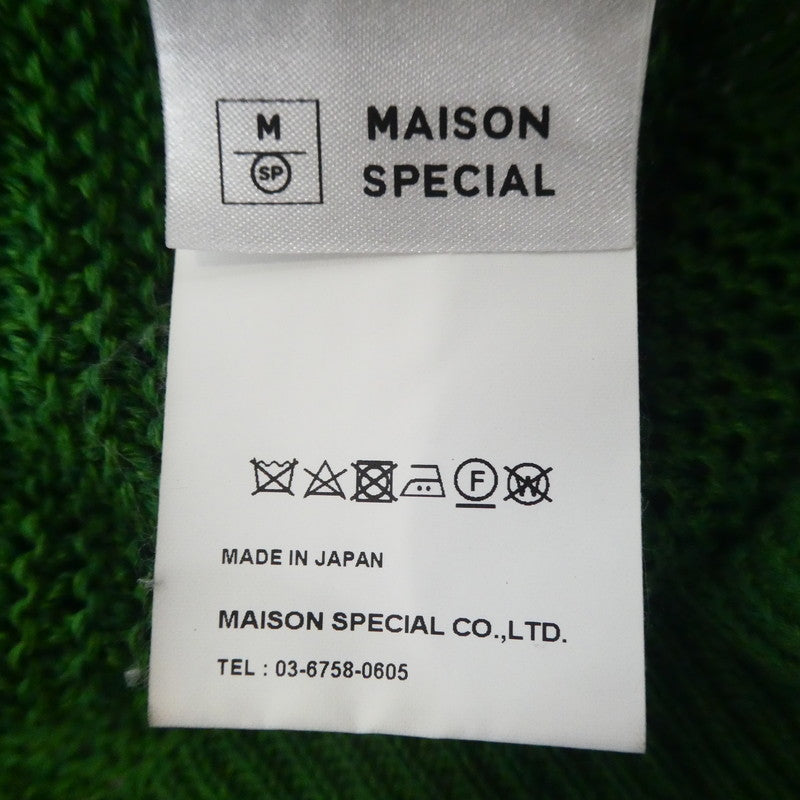 M
SP
MAISON
SPECIAL
F
W
MADE IN JAPAN
MAISON SPECIAL CO.,LTD.
TEL : 03-6758-0605